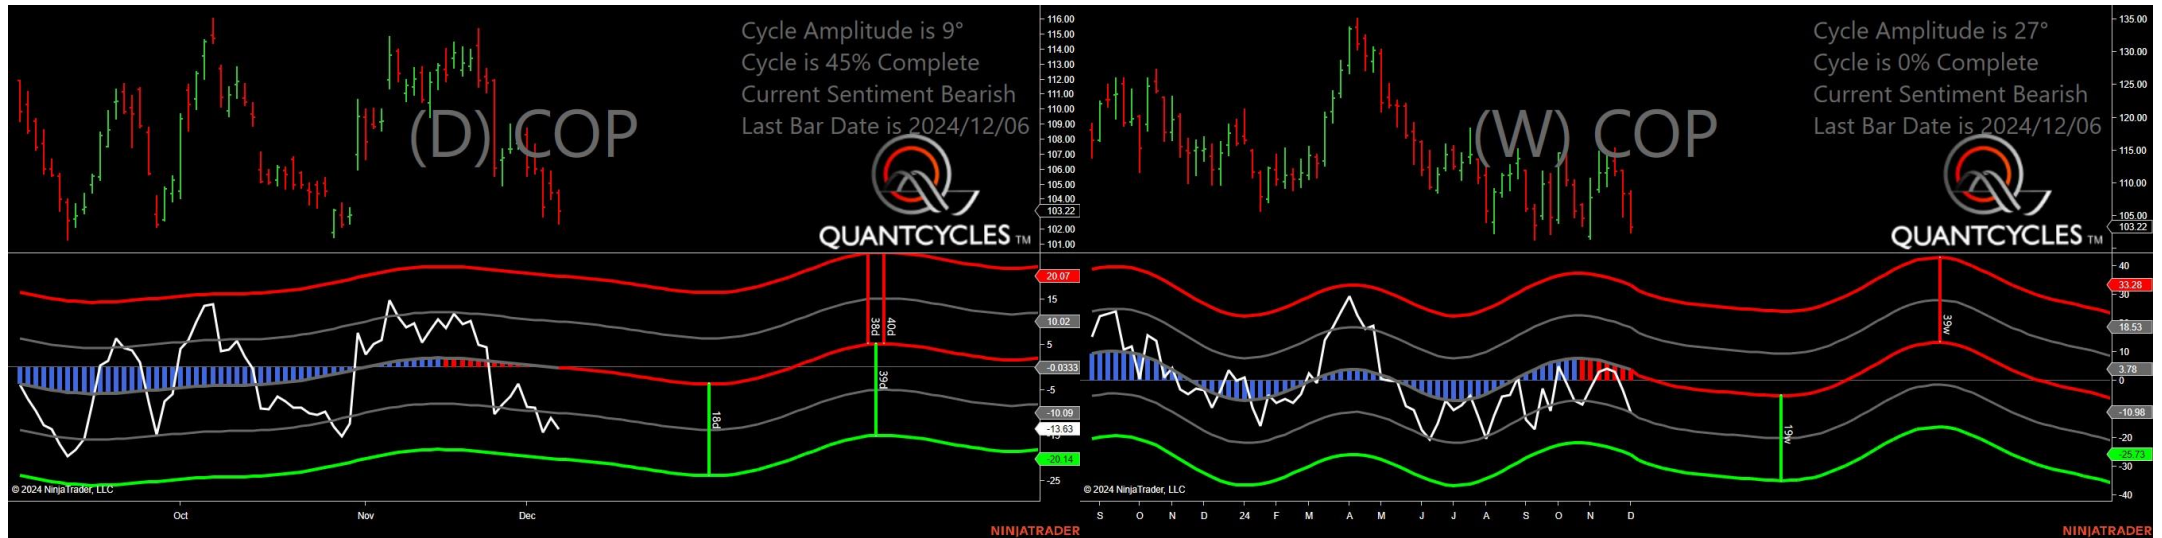 Cycle Amplitude is 9°
Cycle is 45% Complete
Current Sentiment Bearish
Last Bar Date is 2024/12/06
(D) COP
QUANTCYCLES TM
116.00
115.00
114.00
113.00
112.00
111.00
110.00
109.00
108.00
107.00
106.00
105.00
104.00
103.22
102.00
101.00
20.07
15
10.02
5
-0.0333
-5
-10.09
-13.63
-20.14
-25
38d
40d
39d
18d
© 2024 NinjaTrader, LLC
Oct Nov Dec
NINJATRADER
Cycle Amplitude is 27°
Cycle is 0% Complete
Current Sentiment Bearish
Last Bar Date is 2024/12/06
(W) COP
QUANTCYCLES TM
135.00
130.00
125.00
120.00
115.00
110.00
105.00
103.22
40
33.28
30
18.53
10
3.78
0
-10.98
-20
-25.73
-30
-40
39w
19w
© 2024 NinjaTrader, LLC
S O N D 24 F M A M J J A S O N D
NINJATRADER